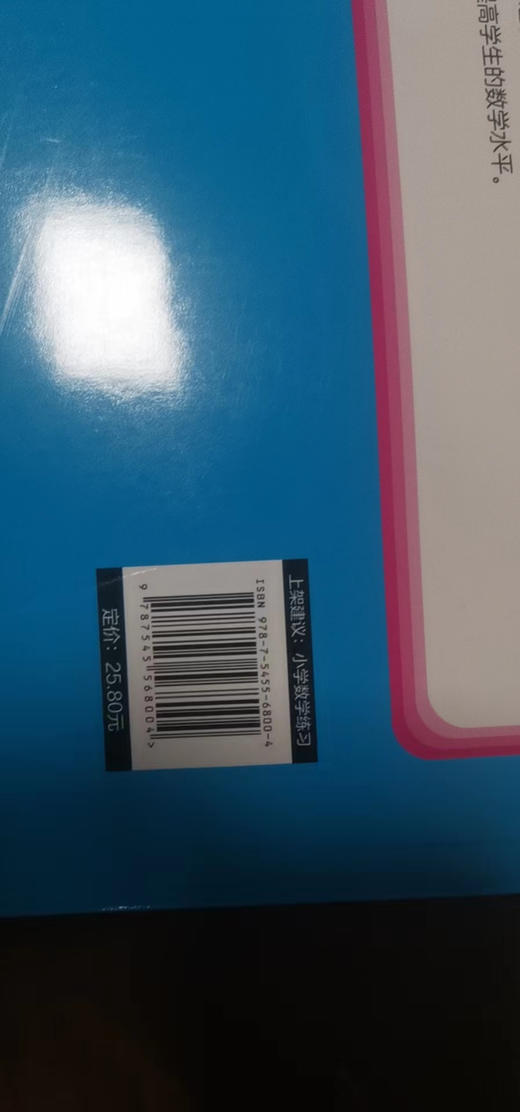 高学生的数学水平。
上架建议：小学数学练习
ISBN 978-7-5455-6800-4
9 787545 568004 >
定价：25.80元